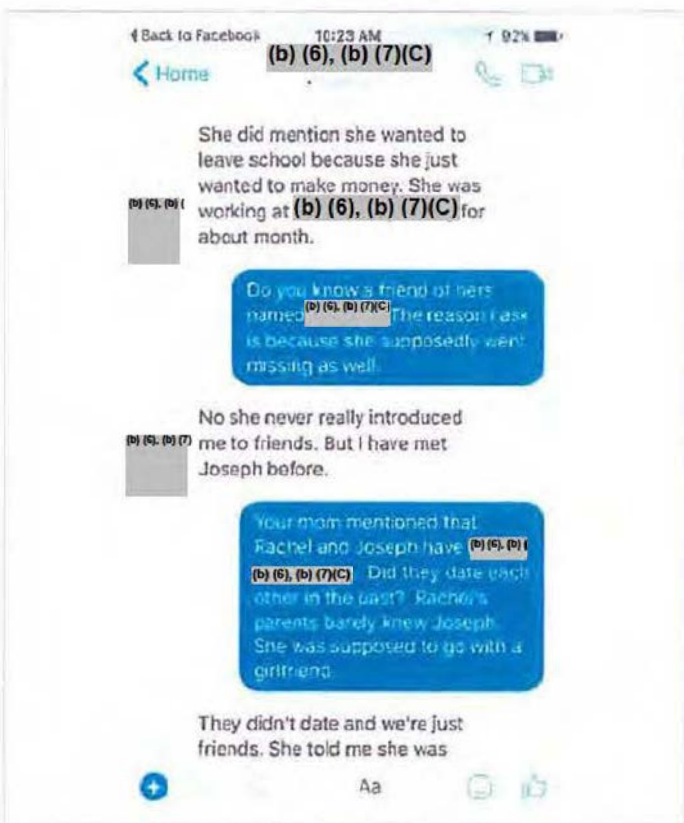 Back to Facebook 10:23 AM 92%
(b) (6), (b) (7)(C)
Home
She did mention she wanted to
leave school because she just
wanted to make money. She was
(b) (6), (b) (
working at (b) (6), (b) (7)(C) for
about month.
Do you know a friend of hers
named (b) (6), (b) (7)(C) The reason I ask
is because she supposedly went
missing as well.
No she never really introduced
(b) (6), (b) (7)
me to friends. But I have met
Joseph before.
Your mom mentioned that
Rachel and Joseph have (b) (6), (b) (
(b) (6), (b) (7)(C) Did they date each
other in the past? Rachel's
parents barely knew Joseph.
She was supposed to go with a
girlfriend.
They didn't date and we're just
friends. She told me she was
Aa